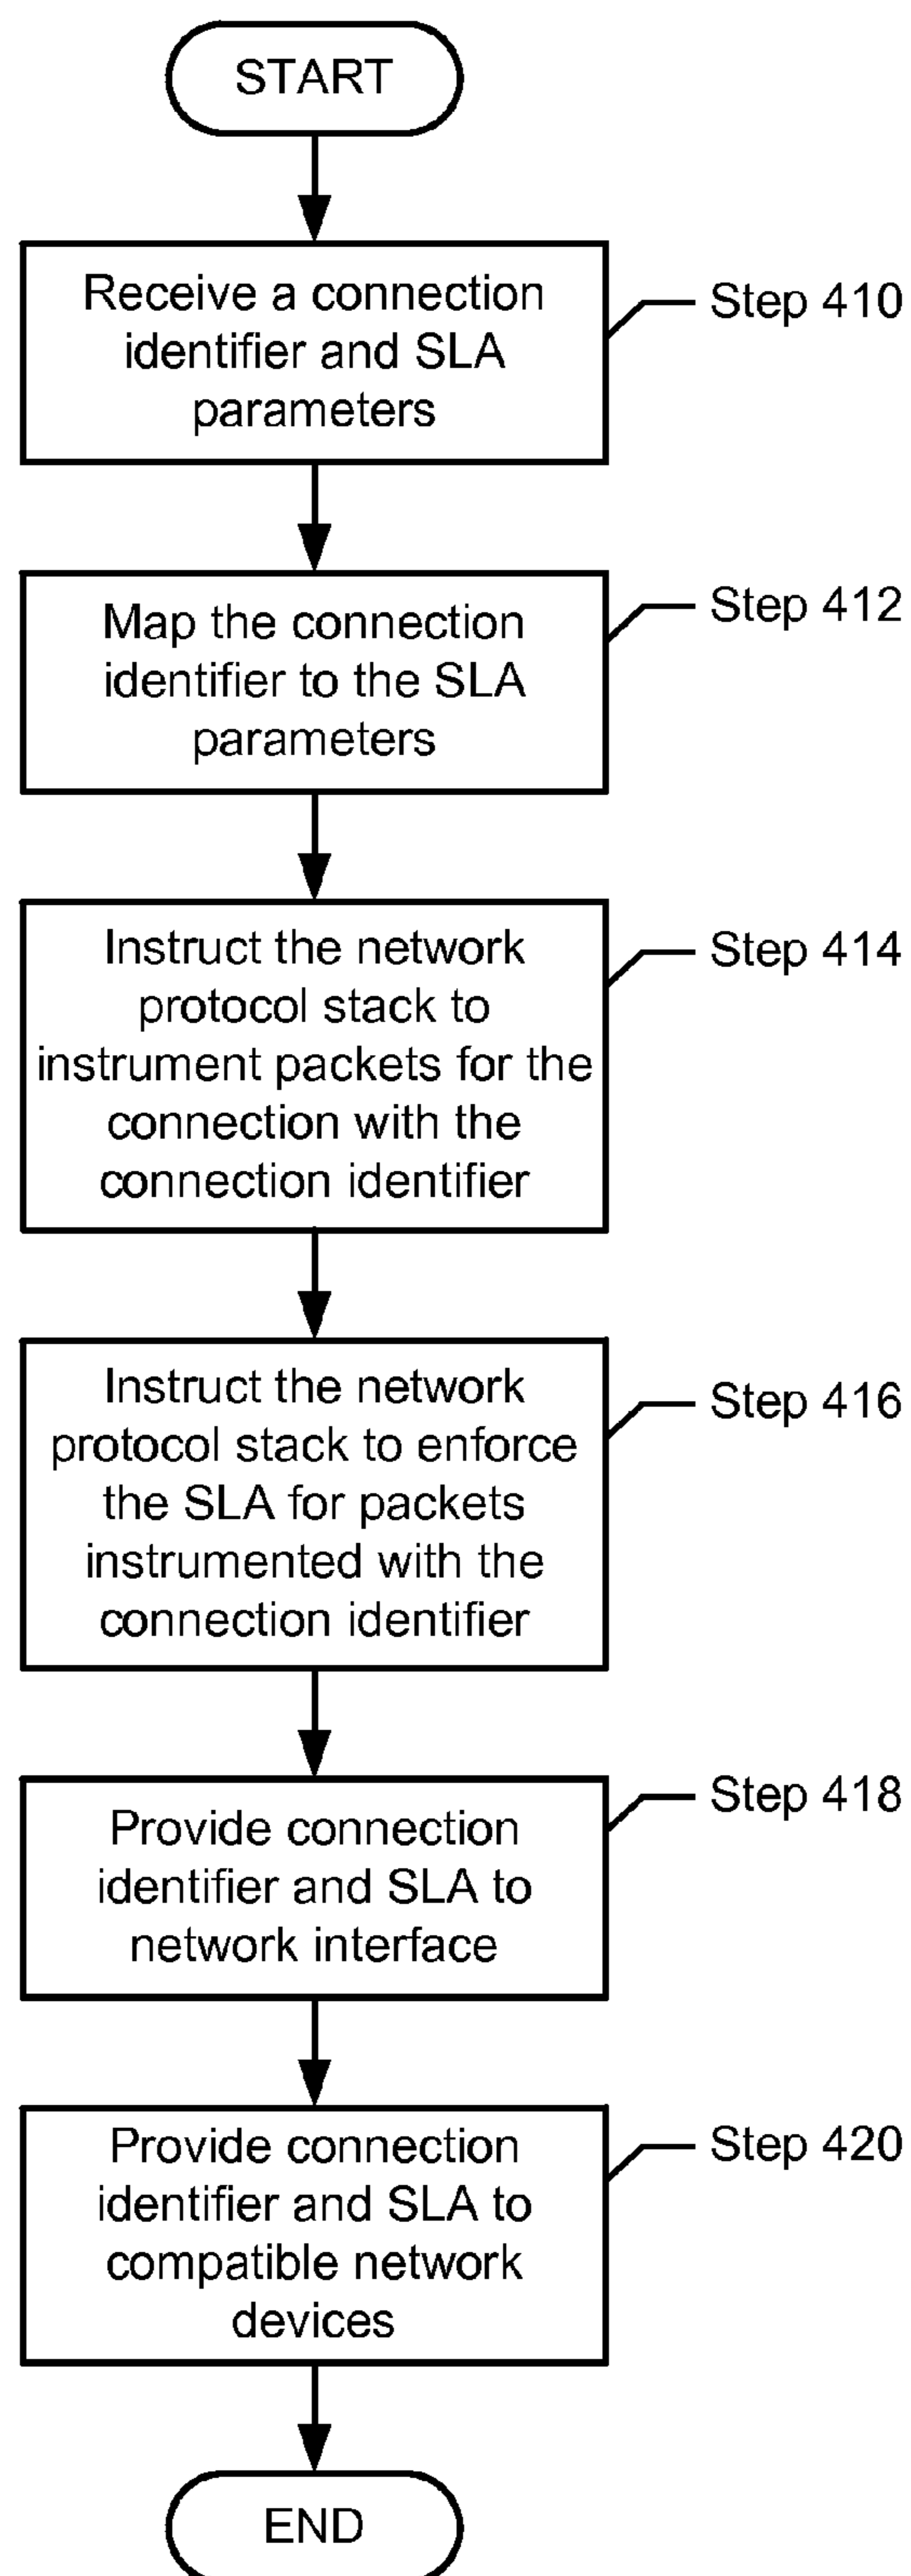 START
Receive a connection
identifier and SLA
parameters
Step 410
Map the connection
identifier to the SLA
parameters
Step 412
Instruct the network
protocol stack to
instrument packets for the
connection with the
connection identifier
Step 414
Instruct the network
protocol stack to enforce
the SLA for packets
instrumented with the
connection identifier
Step 416
Provide connection
identifier and SLA to
network interface
Step 418
Provide connection
identifier and SLA to
compatible network
devices
Step 420
END